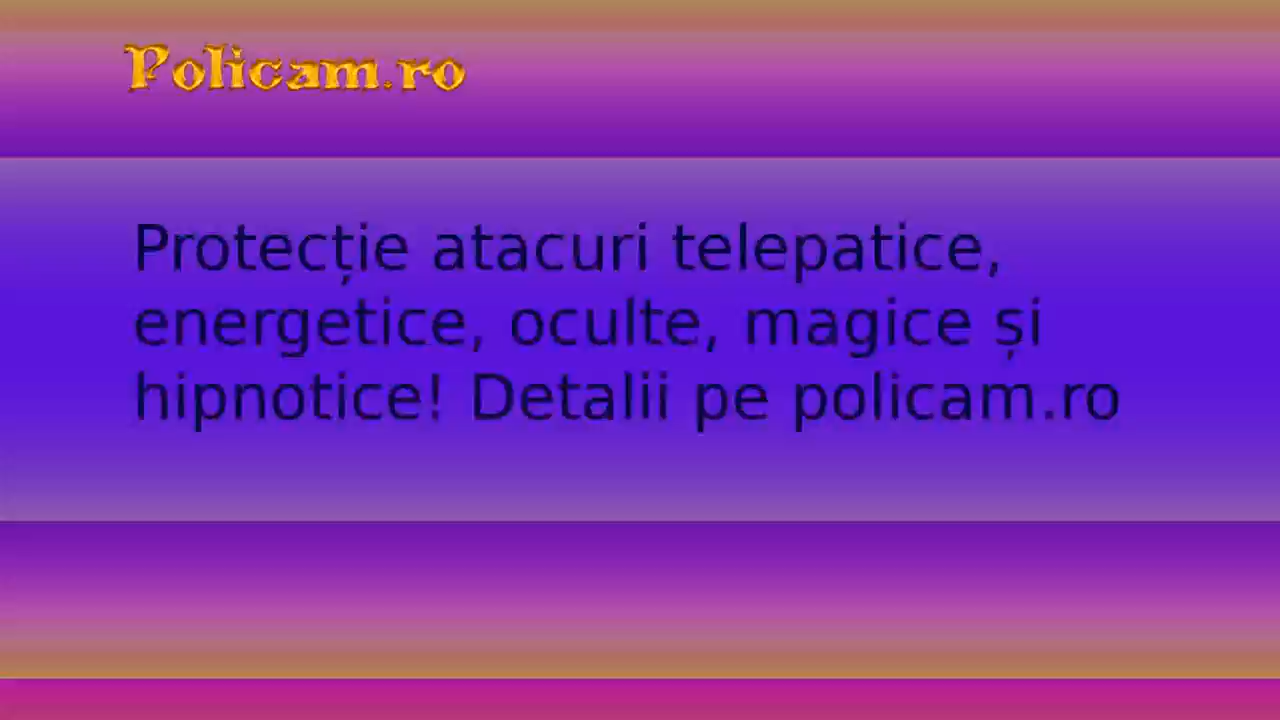 Policam.ro
Protecție atacuri telepatice,
energetice, oculte, magice și
hipnotice! Detalii pe policam.ro